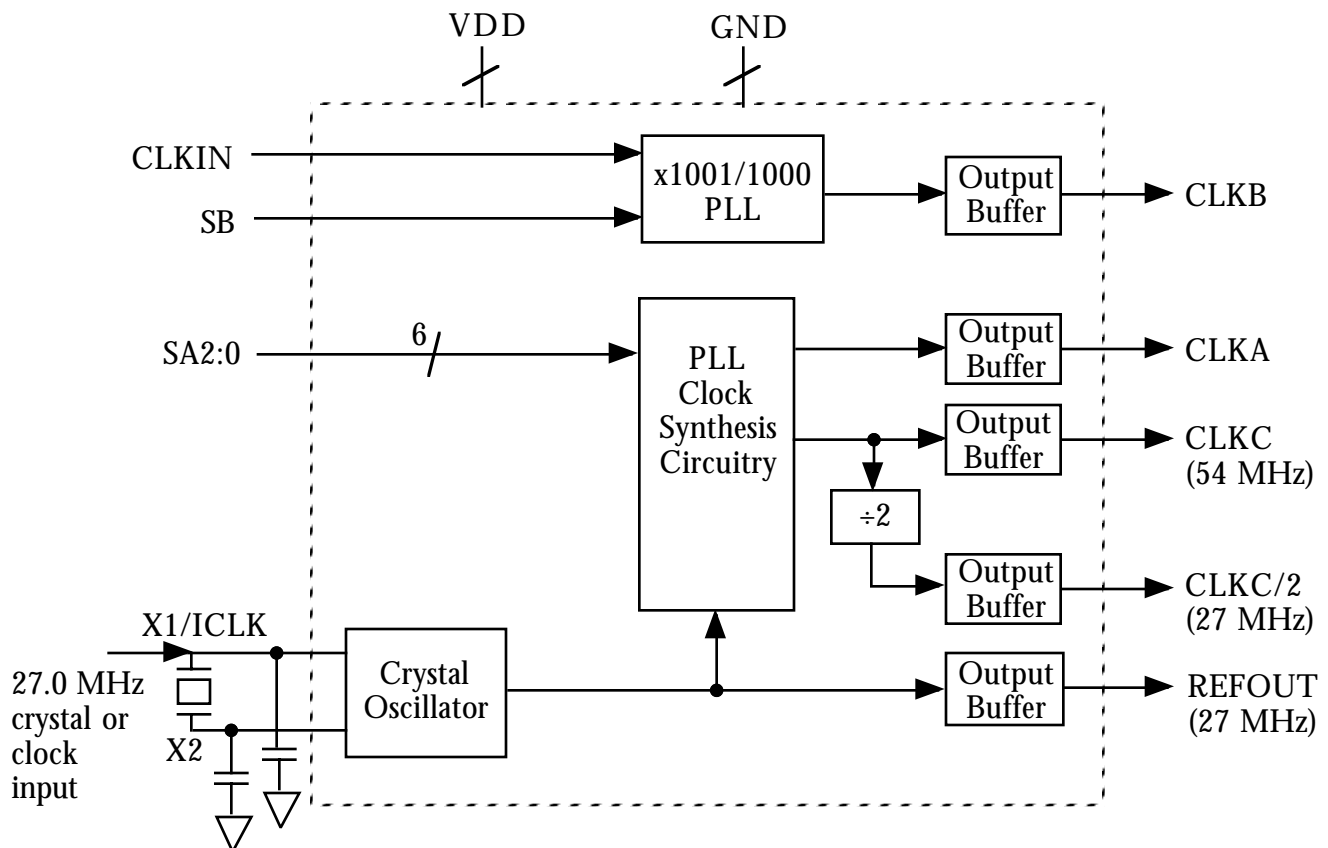 VDD
GND
CLKIN
SB
x1001/1000
PLL
Output
Buffer
CLKB
SA2:0
6
PLL
Clock
Synthesis
Circuitry
Output
Buffer
CLKA
Output
Buffer
CLKC
(54 MHz)
÷2
Output
Buffer
CLKC/2
(27 MHz)
X1/ICLK
27.0 MHz
crystal or
clock
input
X2
Crystal
Oscillator
Output
Buffer
REFOUT
(27 MHz)